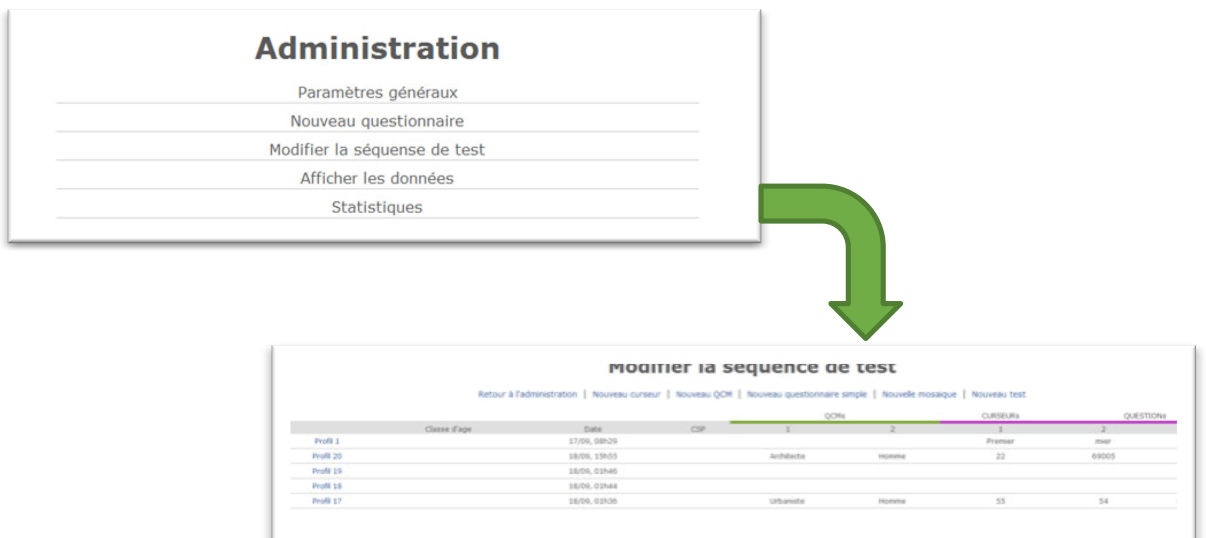 Administration
Paramètres généraux
Nouveau questionnaire
Modifier la séquense de test
Afficher les données
Statistiques
Modifier la séquence de test
Retour à l'administration | Nouveau curseur | Nouveau QCM | Nouveau questionnaire simple | Nouvelle mosaique | Nouveau test
QCMs CURSEURs QUESTIONs
Classe d'age Date CSP 1 2 1 2
Profil 1 17/09, 08h29 Premier mier
Profil 20 18/09, 15h55 Architecte Homme 22 69005
Profil 19 18/09, 01h46
Profil 18 18/09, 01h44
Profil 17 18/09, 01h36 Urbaniste Homme 55 54